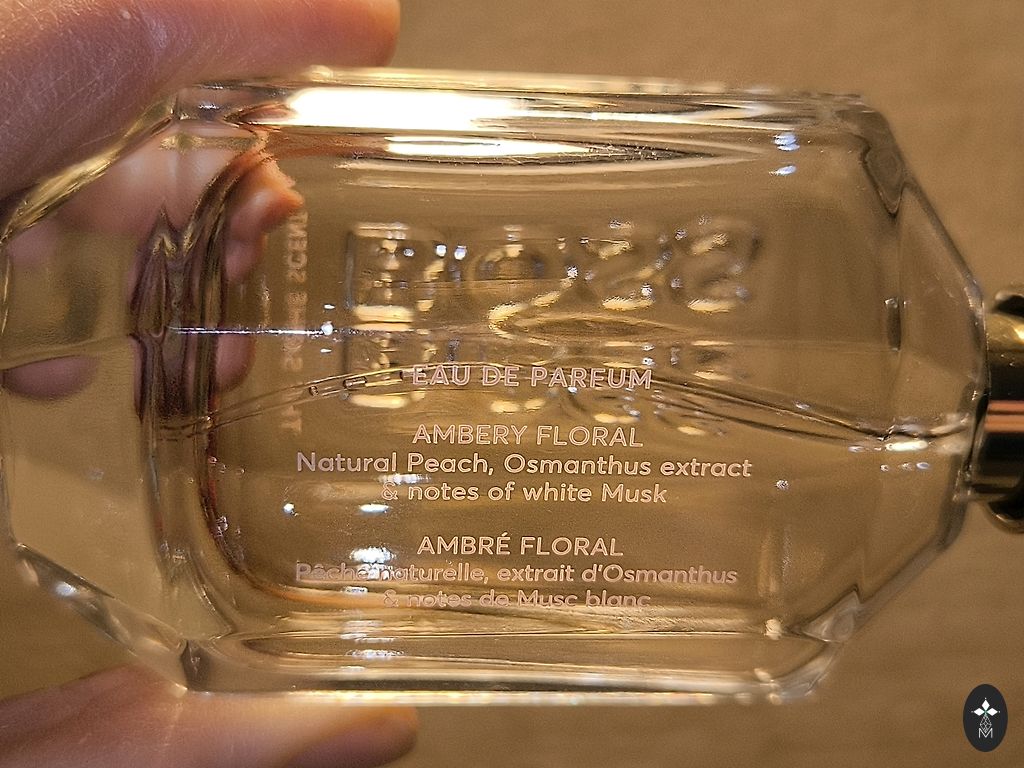 BOSS
EAU DE PARFUM
AMBERY FLORAL
Natural Peach, Osmanthus extract
& notes of white Musk
AMBRÉ FLORAL
Pêche naturelle, extrait d'Osmanthus
& notes de Musc blanc
M